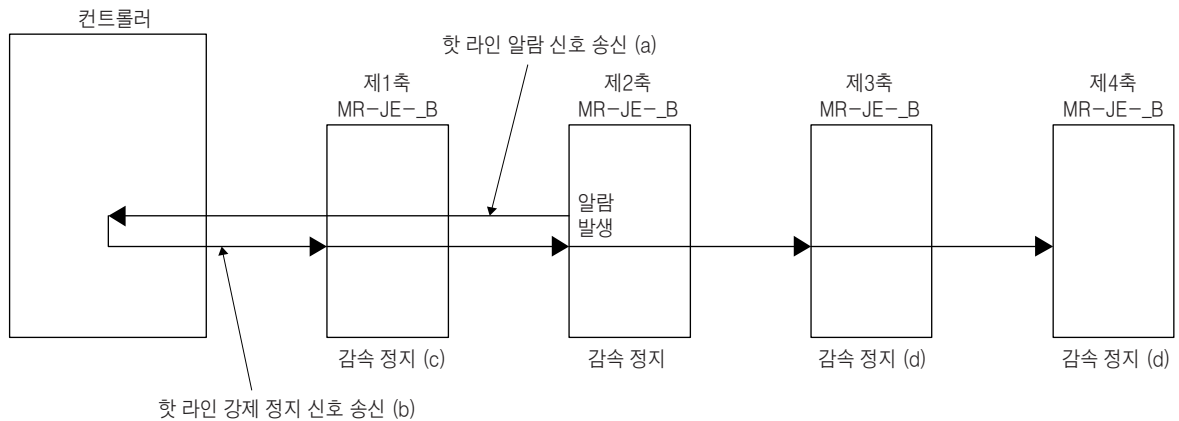 컨트롤러
핫 라인 알람 신호 송신 (a)
제1축
MR-JE-_B
제2축
MR-JE-_B
제3축
MR-JE-_B
제4축
MR-JE-_B
알람
발생
감속 정지 (c)
감속 정지
감속 정지 (d)
감속 정지 (d)
핫 라인 강제 정지 신호 송신 (b)